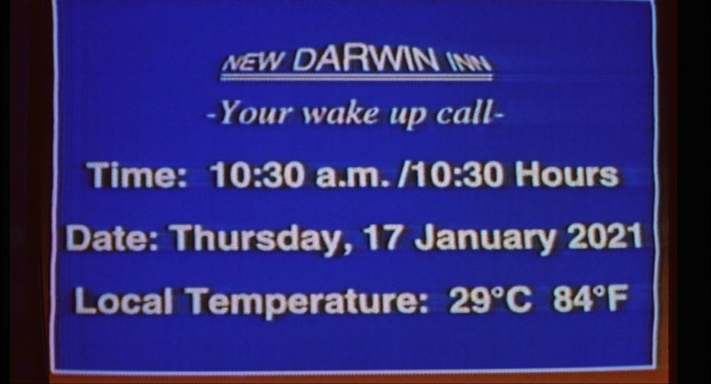 NEW DARWIN INN
-Your wake up call-
Time: 10:30 a.m. /10:30 Hours
Date: Thursday, 17 January 2021
Local Temperature: 29°C 84°F